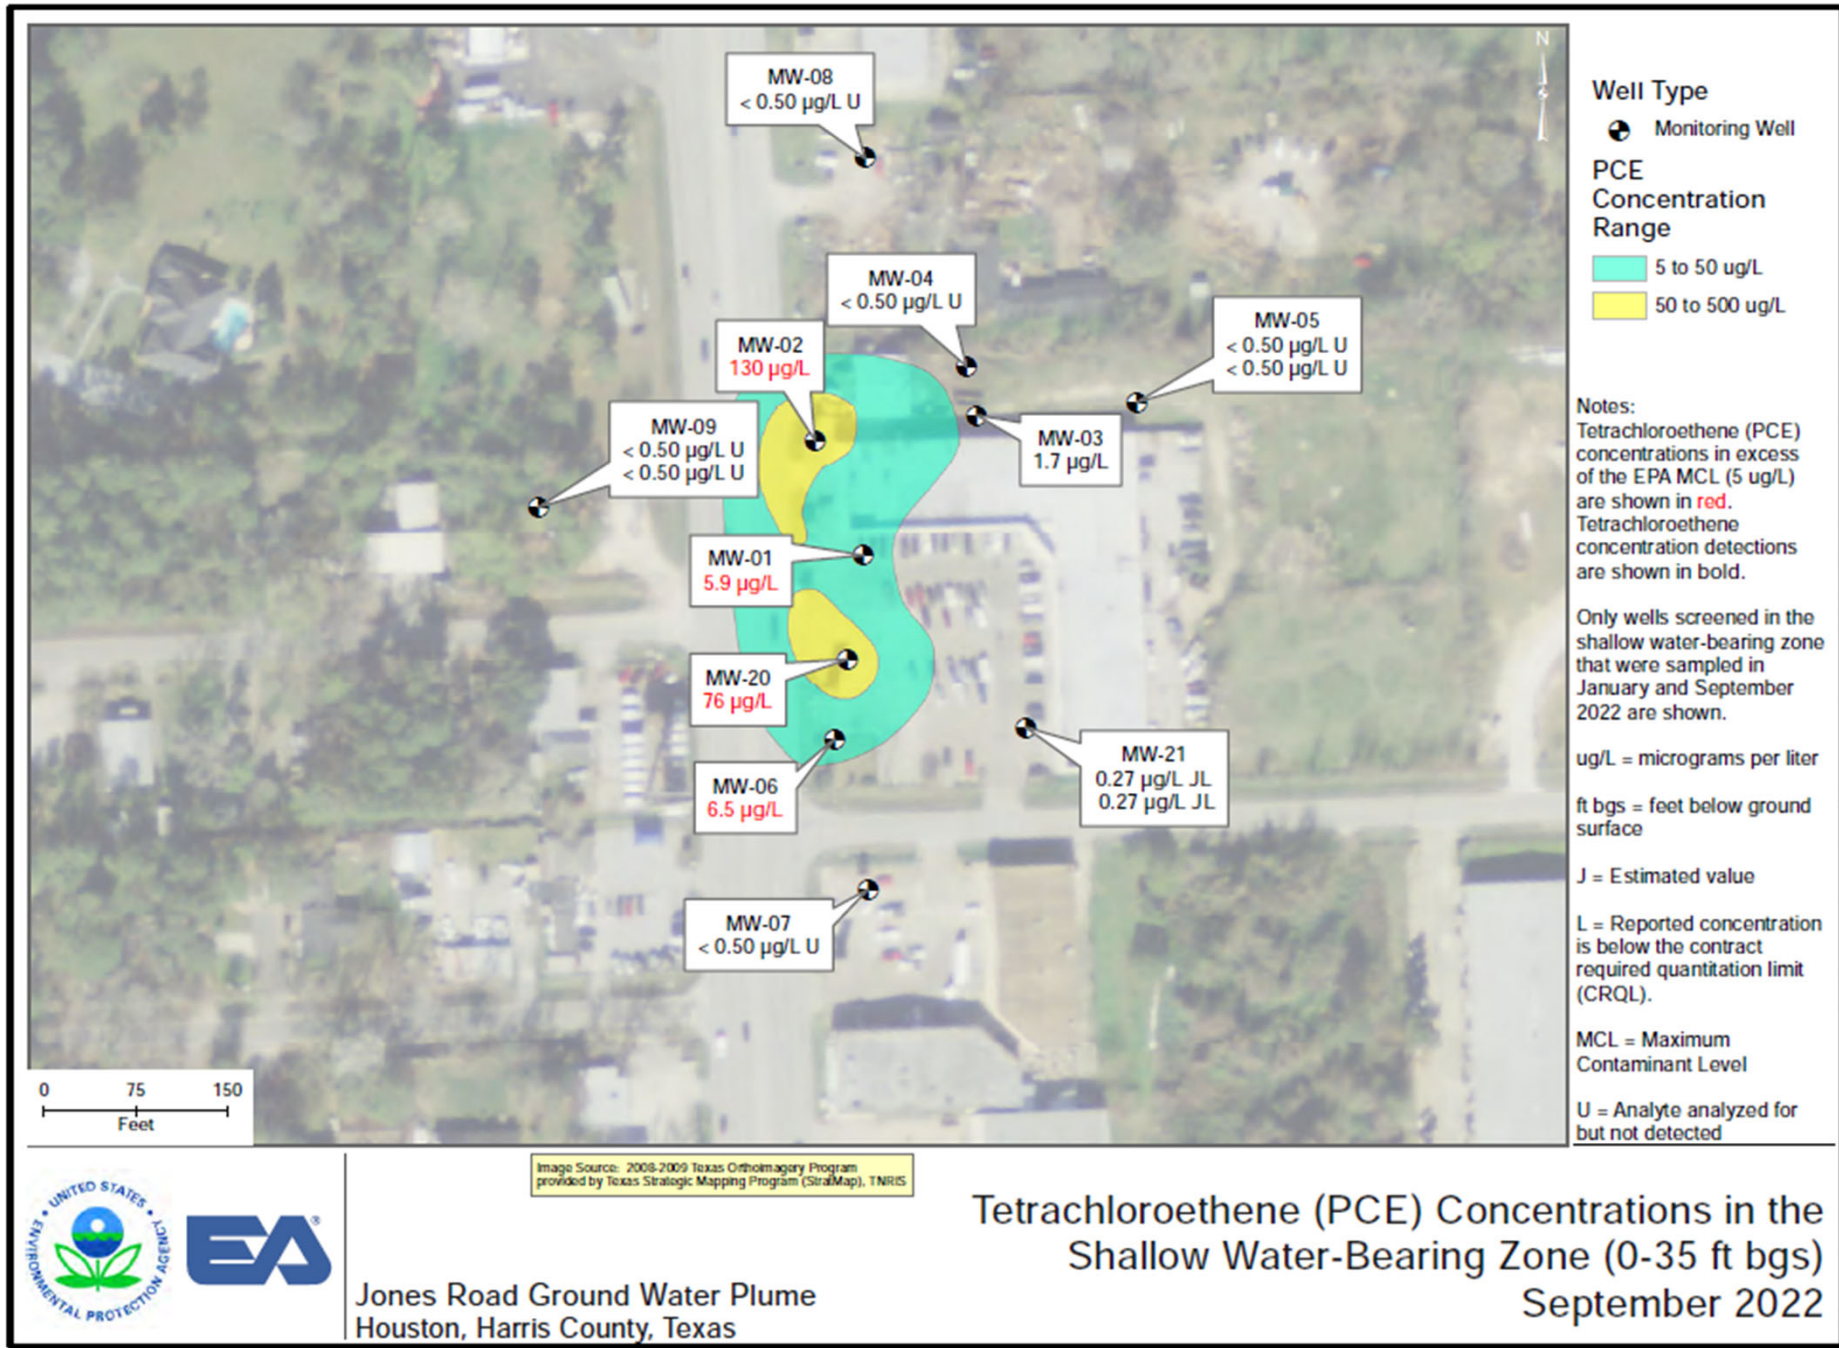 MW-08
< 0.50 µg/L U
N
MW-04
< 0.50 µg/L U
MW-02
130 µg/L
MW-05
< 0.50 µg/L U
< 0.50 µg/L U
MW-09
< 0.50 µg/L U
< 0.50 µg/L U
MW-03
1.7 µg/L
MW-01
5.9 µg/L
MW-20
76 µg/L
MW-06
6.5 µg/L
MW-21
0.27 µg/L JL
0.27 µg/L JL
MW-07
< 0.50 µg/L U
0 75 150
Feet
Well Type
Monitoring Well
PCE
Concentration
Range
5 to 50 ug/L
50 to 500 ug/L
Notes:
Tetrachloroethene (PCE)
concentrations in excess
of the EPA MCL (5 ug/L)
are shown in red.
Tetrachloroethene
concentration detections
are shown in bold.
Only wells screened in the
shallow water-bearing zone
that were sampled in
January and September
2022 are shown.
ug/L = micrograms per liter
ft bgs = feet below ground
surface
J = Estimated value
L = Reported concentration
is below the contract
required quantitation limit
(CRQL).
MCL = Maximum
Contaminant Level
U = Analyte analyzed for
but not detected
UNITED STATES
ENVIRONMENTAL PROTECTION AGENCY
EA®
Image Source: 2008-2009 Texas Orthoimagery Program
provided by Texas Strategic Mapping Program (StratMap), TNRIS
Jones Road Ground Water Plume
Houston, Harris County, Texas
Tetrachloroethene (PCE) Concentrations in the
Shallow Water-Bearing Zone (0-35 ft bgs)
September 2022